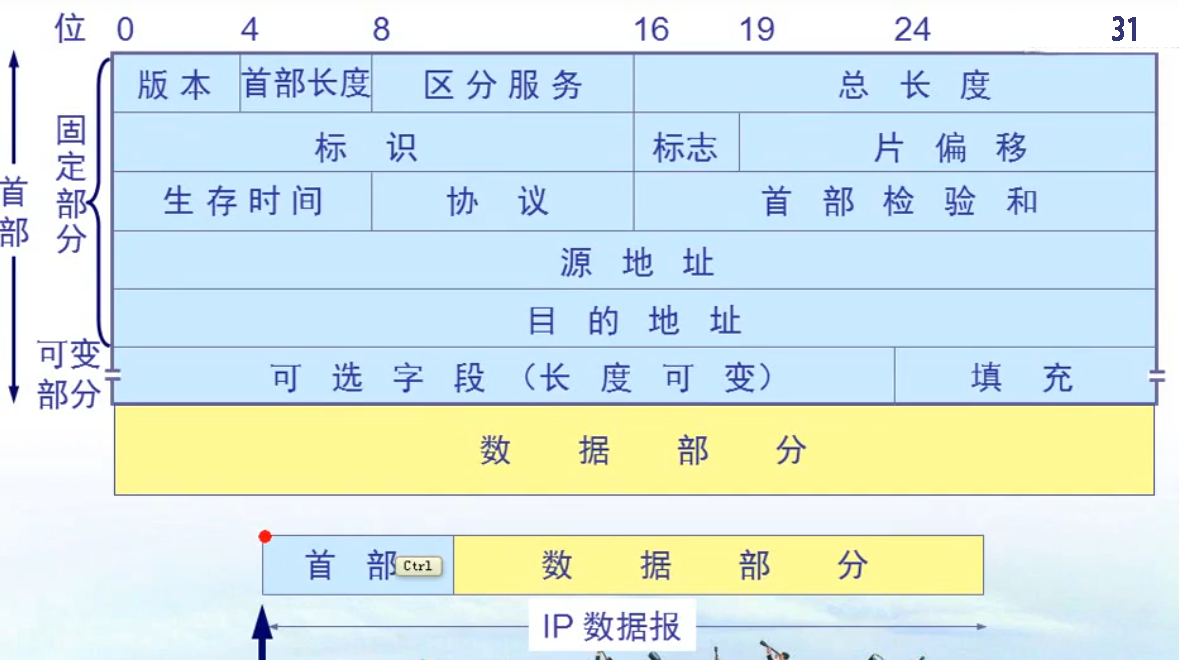 位 0 4 8 16 19 24 31
版本 首部长度 区分服务 总长度
标识 标志 片偏移
生存时间 协议 首部检验和
源地址
目的地址
可选字段（长度可变） 填充
数据部分
首部
固定部分
可变
部分
首部 Ctrl 数据部分
IP 数据报